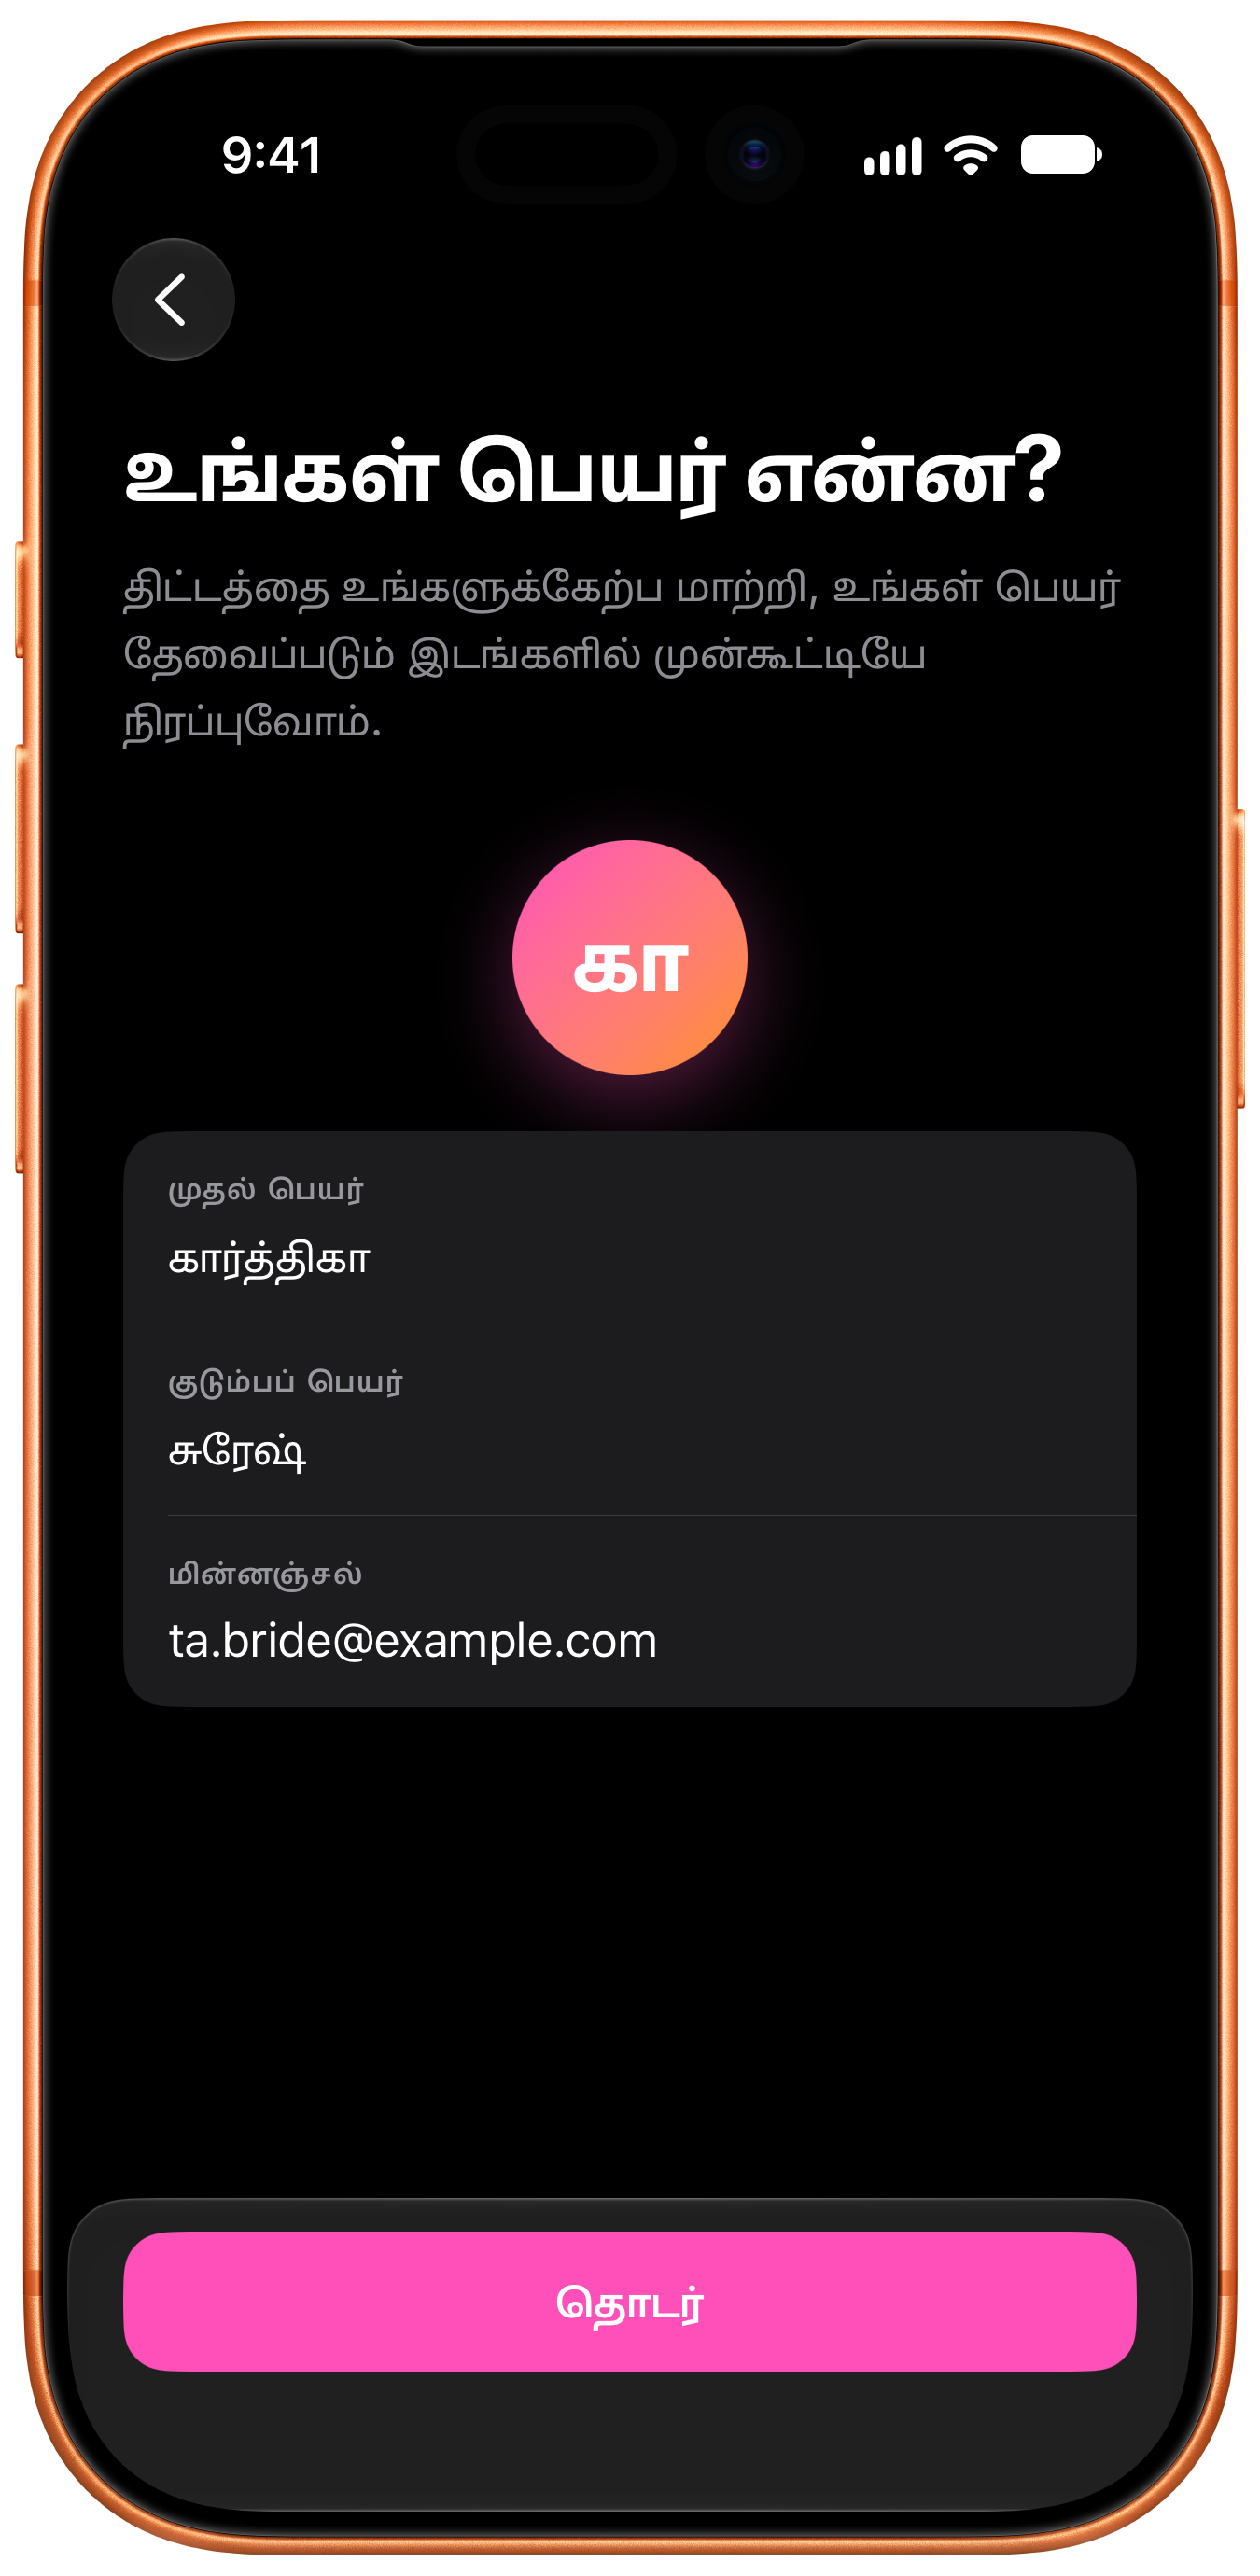 9:41
உங்கள் பெயர் என்ன?
திட்டத்தை உங்களுக்கேற்ப மாற்றி, உங்கள் பெயர்
தேவைப்படும் இடங்களில் முன்கூட்டியே
நிரப்புவோம்.
கா
முதல் பெயர்
கார்த்திகா
குடும்பப் பெயர்
சுரேஷ்
மின்னஞ்சல்
ta.bride@example.com
தொடர்